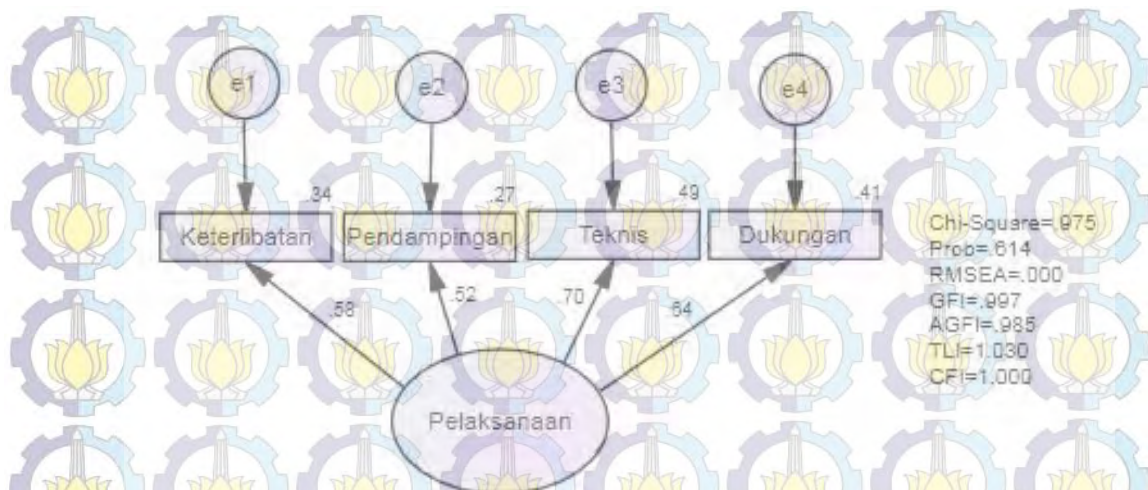 e1 e2 e3 e4
.34 .27 .49 .41
Keterlibatan Pendampingan Teknis Dukungan
.58 .52 .70 .64
Pelaksanaan
Chi-Square=.975
Prob=.614
RMSEA=.000
GFI=.997
AGFI=.985
TLI=1.030
CFI=1.000